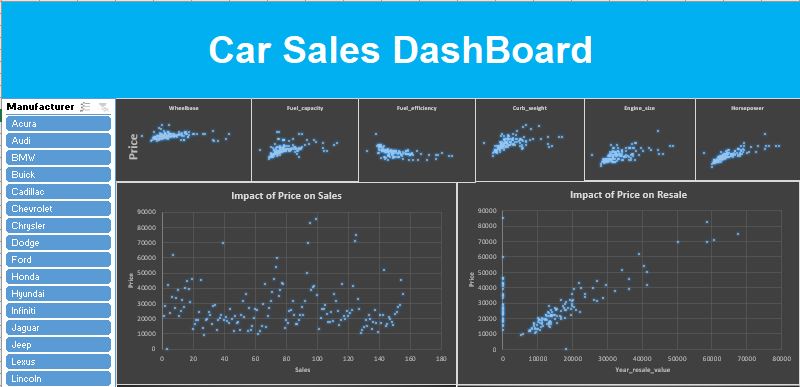 Car Sales DashBoard
Manufacturer
Acura
Audi
BMW
Buick
Cadillac
Chevrolet
Chrysler
Dodge
Ford
Honda
Hyundai
Infiniti
Jaguar
Jeep
Lexus
Lincoln
Wheelbase
Fuel_capacity
Fuel_efficiency
Curb_weight
Engine_size
Horsepower
Price
Impact of Price on Sales
90000
80000
70000
60000
50000
40000
30000
20000
10000
0
Price
0 20 40 60 80 100 120 140 160 180
Sales
Impact of Price on Resale
90000
80000
70000
60000
50000
40000
30000
20000
10000
0
Price
0 10000 20000 30000 40000 50000 60000 70000 80000
Year_resale_value